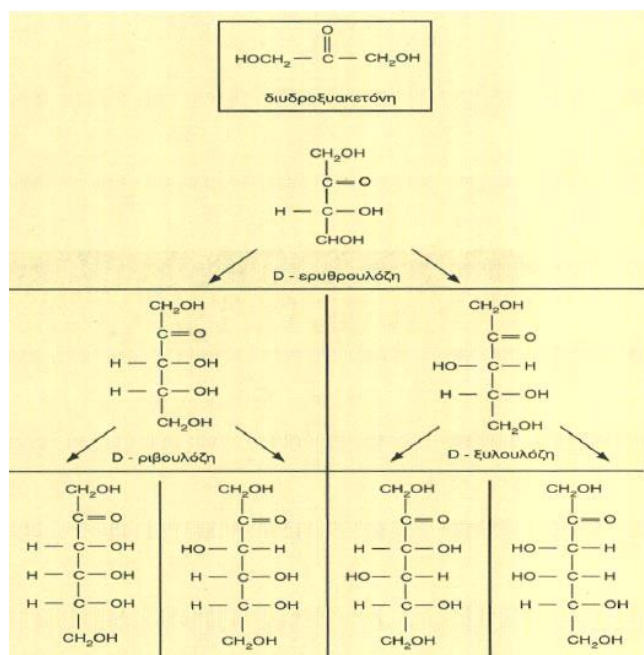 O
HOCH₂ — C — CH₂OH
διυδροξυακετόνη
CH₂OH
C=O
H — C — OH
CHOH
D - ερυθρουλόζη
CH₂OH
C=O
H — C — OH
H — C — OH
CH₂OH
D - ριβουλόζη
CH₂OH
C=O
HO — C — H
H — C — OH
CH₂OH
D - ξυλουλόζη
CH₂OH
C=O
H — C — OH
H — C — OH
H — C — OH
CH₂OH
CH₂OH
C=O
HO — C — H
H — C — OH
H — C — OH
CH₂OH
CH₂OH
C=O
H — C — OH
HO — C — H
H — C — OH
CH₂OH
CH₂OH
C=O
HO — C — H
HO — C — H
H — C — OH
CH₂OH